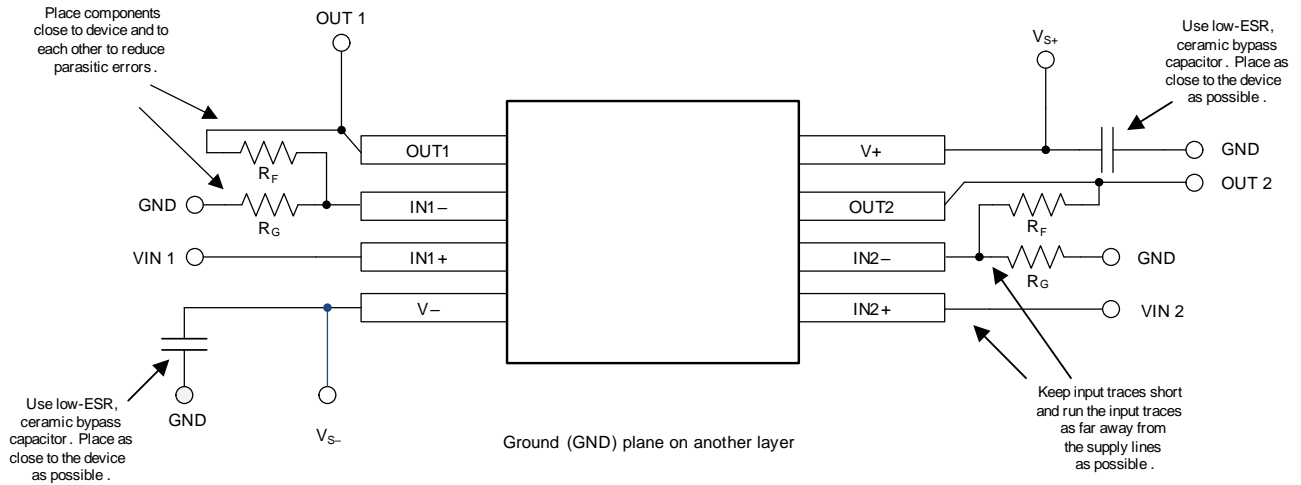 Place components
close to device and to
each other to reduce
parasitic errors.
OUT 1
VS+
Use low-ESR,
ceramic bypass
capacitor. Place as
close to the device
as possible.
OUT1
V+
GND
RF
OUT 2
GND
RG
IN1–
OUT2
RF
VIN 1
IN1+
IN2–
RG
GND
V–
IN2+
VIN 2
GND
VS–
Use low-ESR,
ceramic bypass
capacitor. Place as
close to the device
as possible.
Ground (GND) plane on another layer
Keep input traces short
and run the input traces
as far away from
the supply lines
as possible.